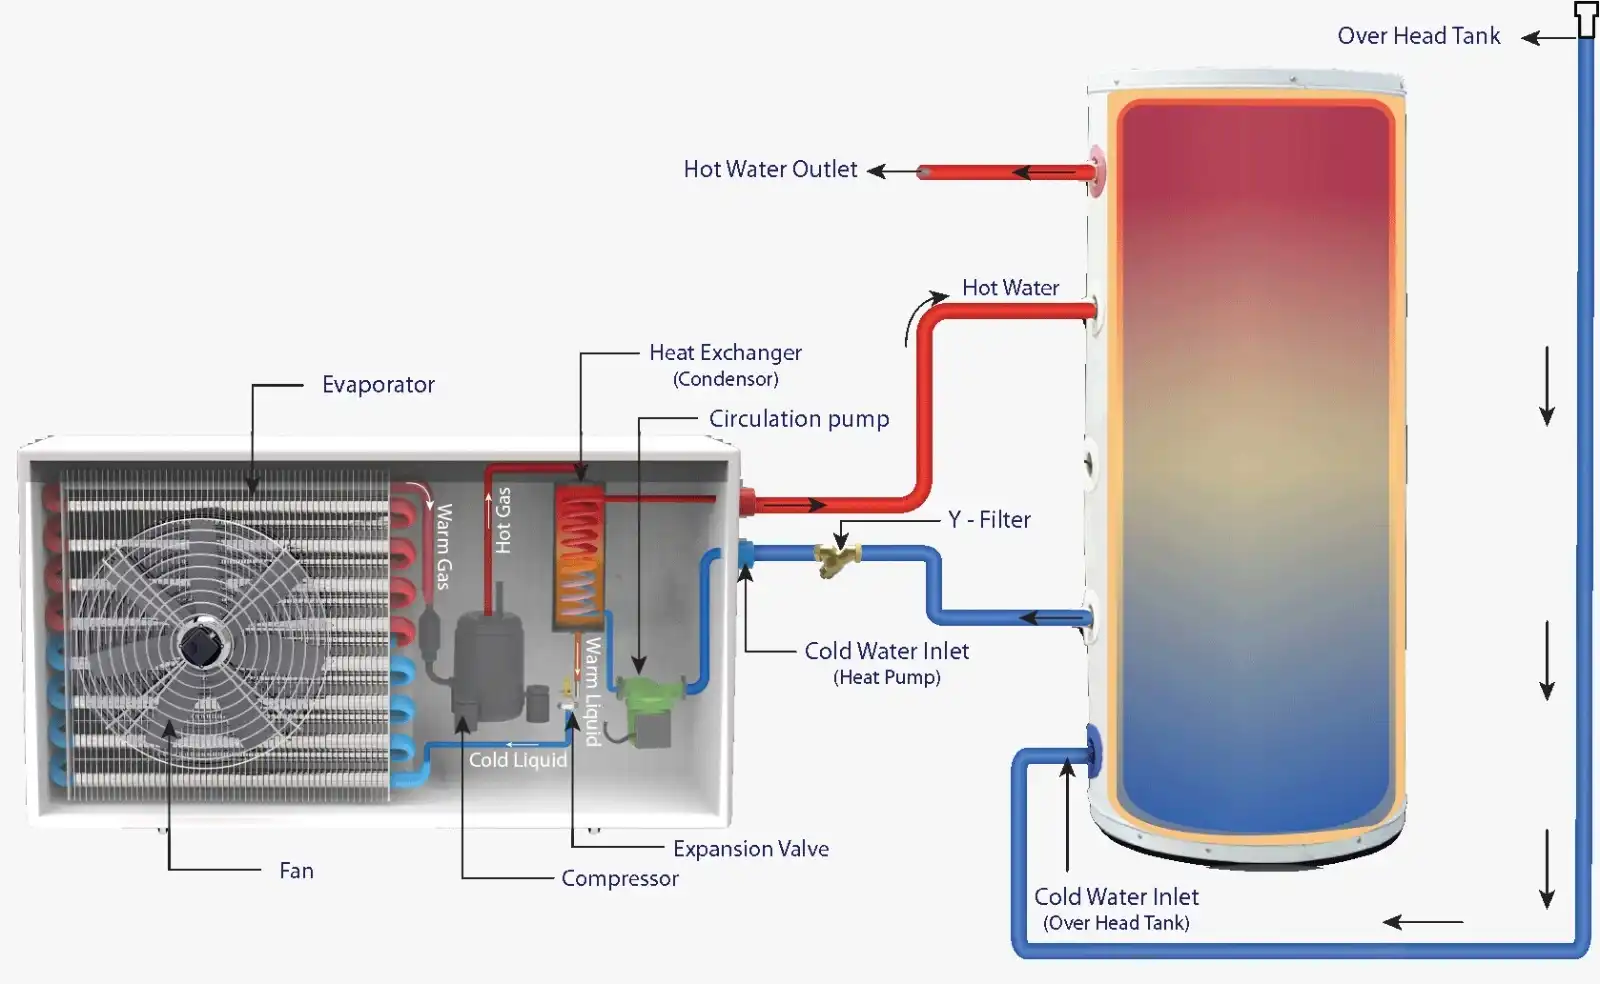 Over Head Tank
Hot Water Outlet
Hot Water
Heat Exchanger
(Condensor)
Evaporator
Circulation pump
Warm Gas
Hot Gas
Y - Filter
Warm Liquid
Cold Water Inlet
(Heat Pump)
Cold Liquid
Expansion Valve
Fan
Compressor
Cold Water Inlet
(Over Head Tank)